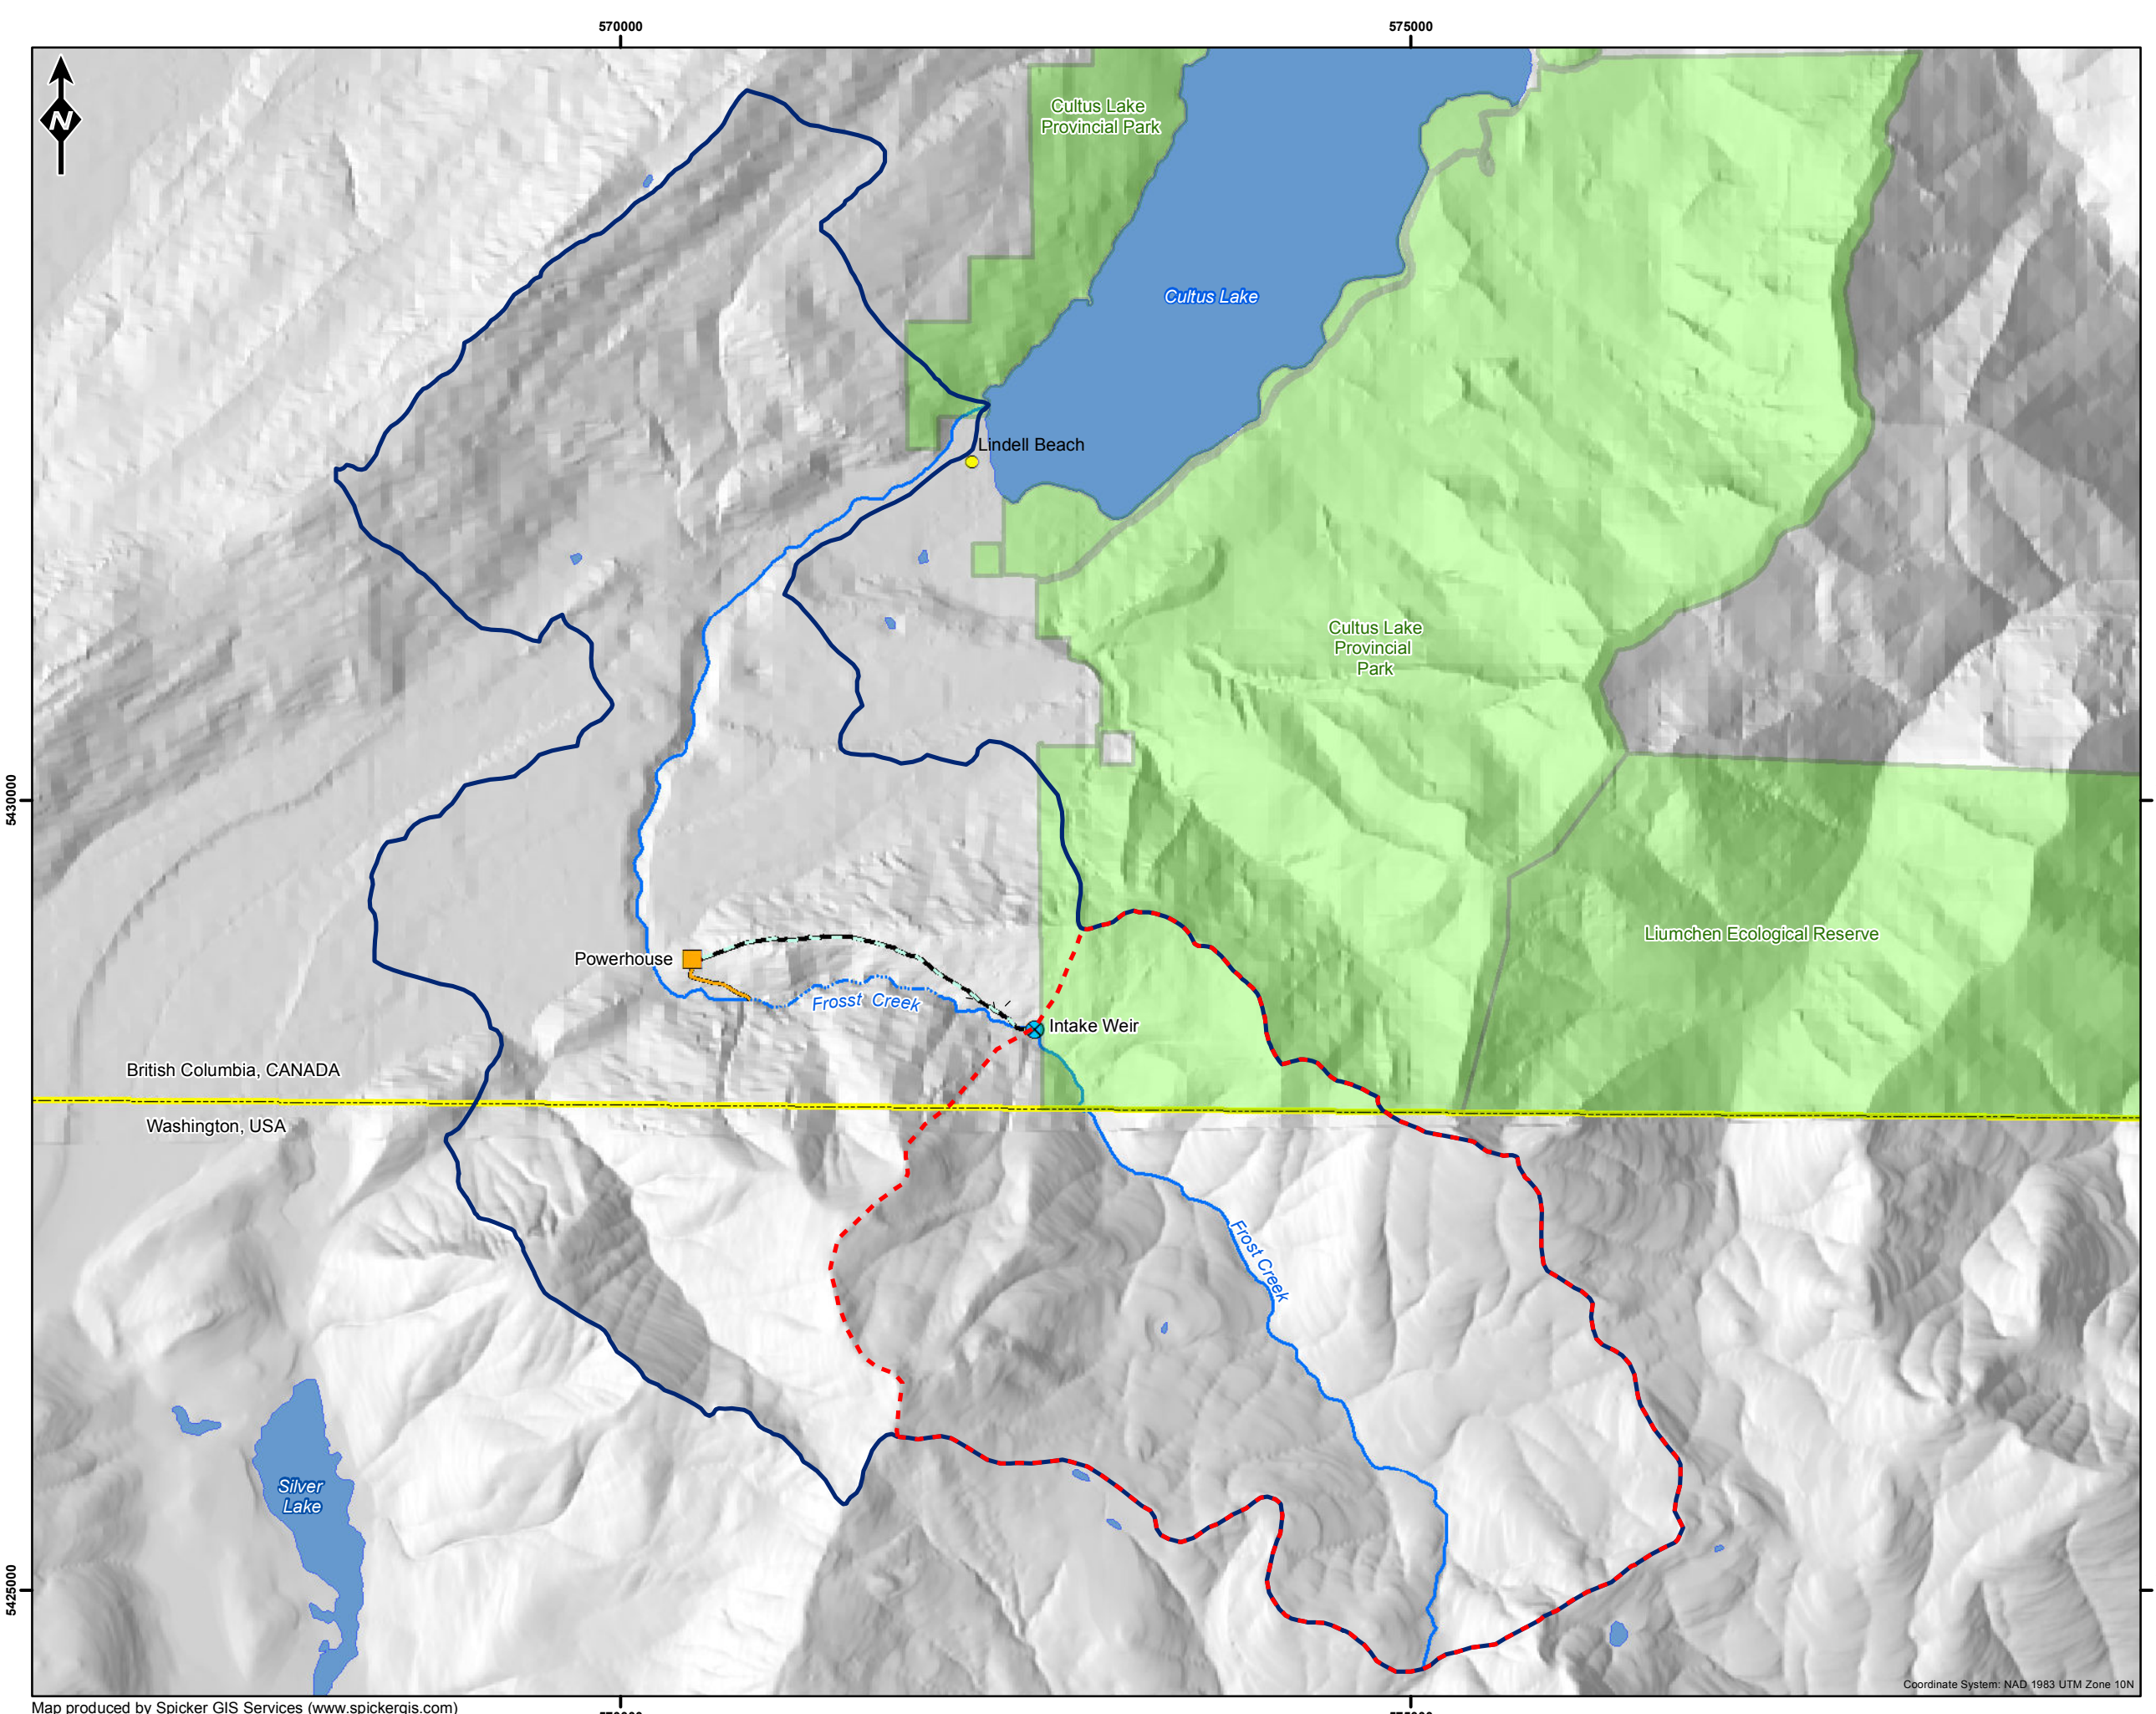 570000
575000
N
Cultus Lake
Provincial Park
Cultus Lake
Lindell Beach
Cultus Lake
Provincial
Park
5430000
Liumchen Ecological Reserve
Powerhouse
Frosst Creek
Intake Weir
British Columbia, CANADA
Washington, USA
Frost Creek
Silver
Lake
5425000
Coordinate System: NAD 1983 UTM Zone 10N
Map produced by Spicker GIS Services (www.spickergis.com)